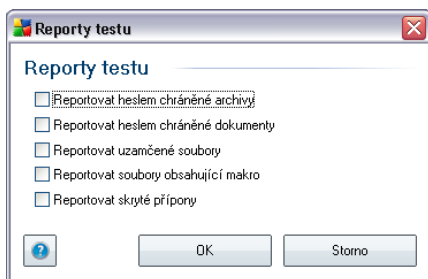 Reporty testu
Reporty testu
Reportovat heslem chráněné archivy
Reportovat heslem chráněné dokumenty
Reportovat uzamčené soubory
Reportovat soubory obsahující makro
Reportovat skryté přípony
?
OK
Storno